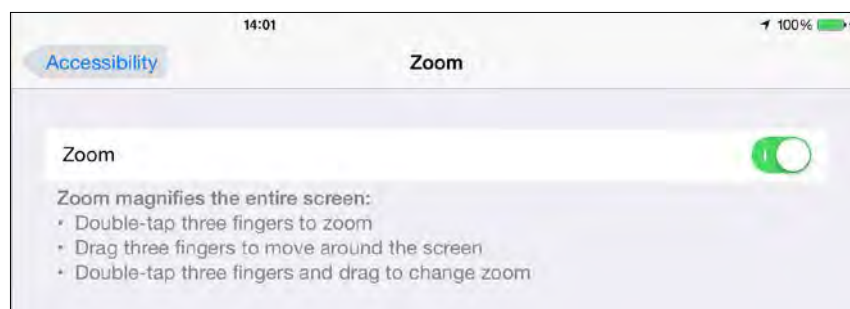 14:01 100%
Accessibility Zoom
Zoom
Zoom magnifies the entire screen:
• Double-tap three fingers to zoom
• Drag three fingers to move around the screen
• Double-tap three fingers and drag to change zoom